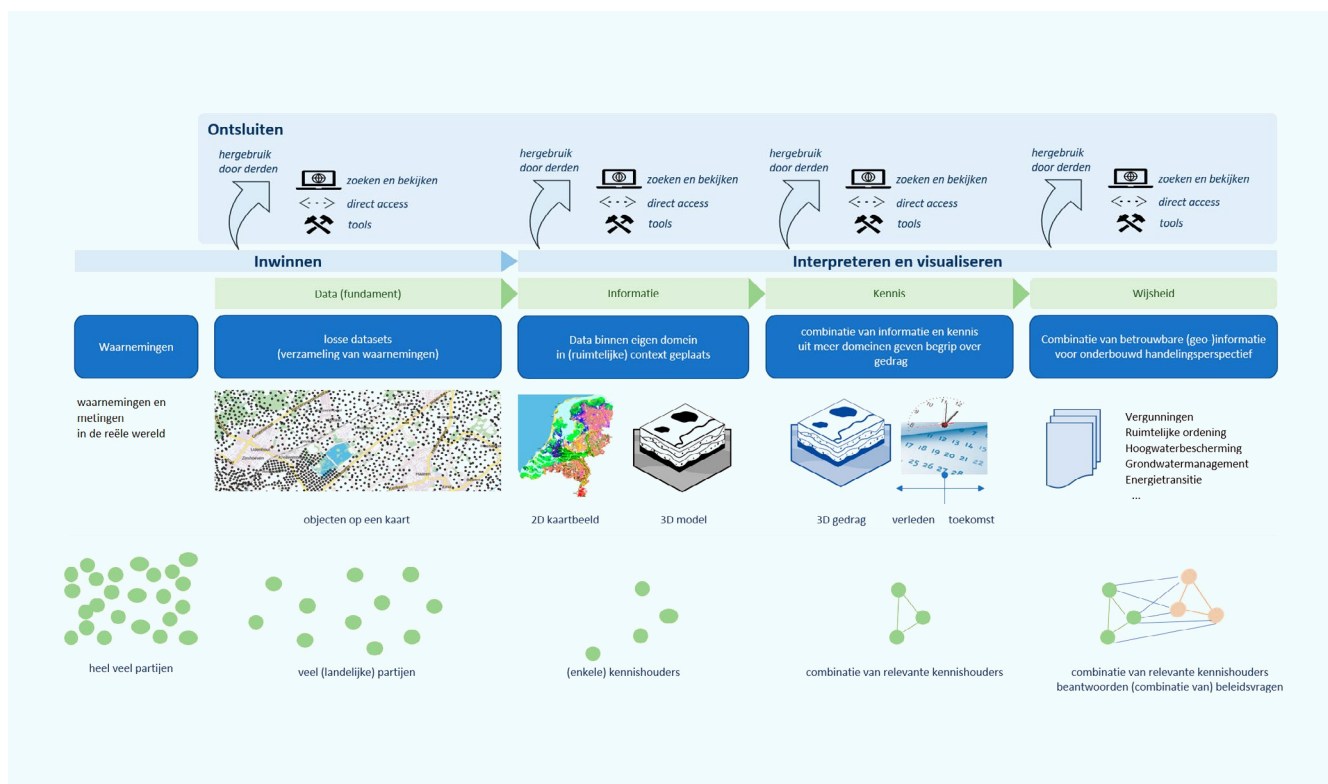 Ontsluiten
hergebruik
door derden
zoeken en bekijken
direct access
tools
hergebruik
door derden
zoeken en bekijken
direct access
tools
hergebruik
door derden
zoeken en bekijken
direct access
tools
hergebruik
door derden
zoeken en bekijken
direct access
tools
Inwinnen
Interpreteren en visualiseren
Data (fundament)
Informatie
Kennis
Wijsheid
Waarnemingen
losse datasets
(verzameling van waarnemingen)
Data binnen eigen domein
in (ruimtelijke) context geplaats
combinatie van informatie en kennis
uit meer domeinen geven begrip over
gedrag
Combinatie van betrouwbare (geo-)informatie
voor onderbouwd handelingsperspectief
waarnemingen en
metingen
in de reële wereld
objecten op een kaart
2D kaartbeeld
3D model
3D gedrag
verleden
toekomst
Vergunningen
Ruimtelijke ordening
Hoogwaterbescherming
Grondwatermanagement
Energietransitie
...
heel veel partijen
veel (landelijke) partijen
(enkele) kennishouders
combinatie van relevante kennishouders
combinatie van relevante kennishouders
beantwoorden (combinatie van) beleidsvragen